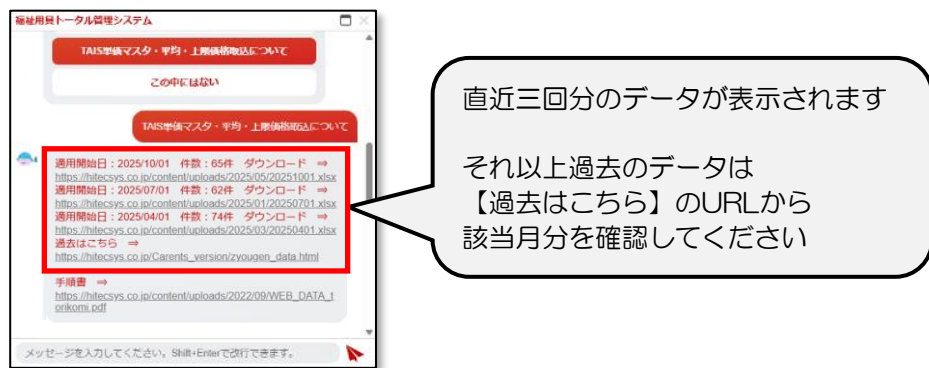 福祉用具トータル管理システム
TAIS単価マスタ・平均・上限価格取込について
この中にはない
TAIS単価マスタ・平均・上限価格取込について
適用開始日：2025/10/01　件数：65件　ダウンロード　⇒
https://hitecsys.co.jp/content/uploads/2025/05/20251001.xlsx
適用開始日：2025/07/01　件数：62件　ダウンロード　⇒
https://hitecsys.co.jp/content/uploads/2025/01/20250701.xlsx
適用開始日：2025/04/01　件数：74件　ダウンロード　⇒
https://hitecsys.co.jp/content/uploads/2025/03/20250401.xlsx
過去はこちら　⇒
https://hitecsys.co.jp/Carents_version/zyougen_data.html
手順書　⇒
https://hitecsys.co.jp/content/uploads/2022/09/WEB_DATA_t
orikomi.pdf
メッセージを入力してください。Shift+Enterで改行できます。
直近三回分のデータが表示されます
それ以上過去のデータは
【過去はこちら】のURLから
該当月分を確認してください